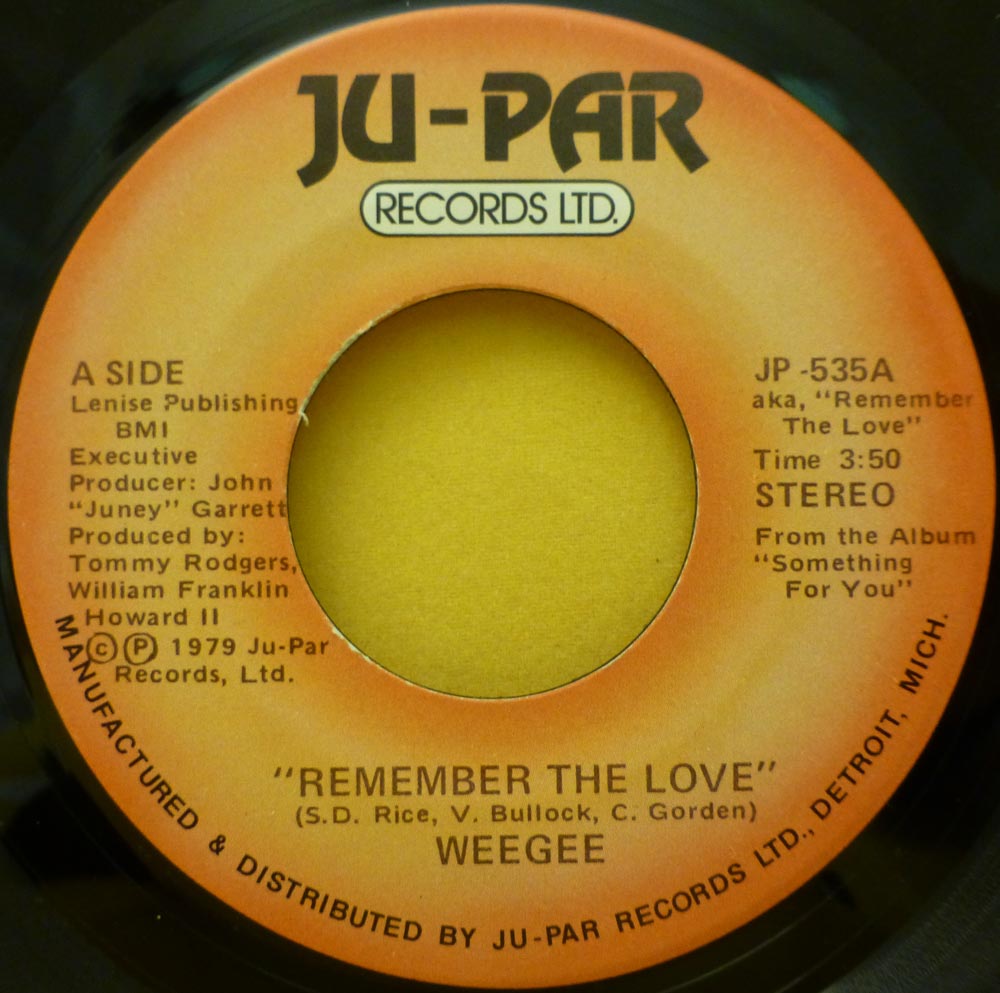 JU-PAR
RECORDS LTD.
A SIDE
Lenise Publishing
BMI
Executive
Producer: John
"Juney" Garrett
Produced by:
Tommy Rodgers,
William Franklin
Howard II
© ℗ 1979 Ju-Par
Records, Ltd.
JP -535A
aka, "Remember
The Love"
Time 3:50
STEREO
From the Album
"Something
For You"
"REMEMBER THE LOVE"
(S.D. Rice, V. Bullock, C. Gorden)
WEEGEE
MANUFACTURED & DISTRIBUTED BY JU-PAR RECORDS LTD., DETROIT, MICH.